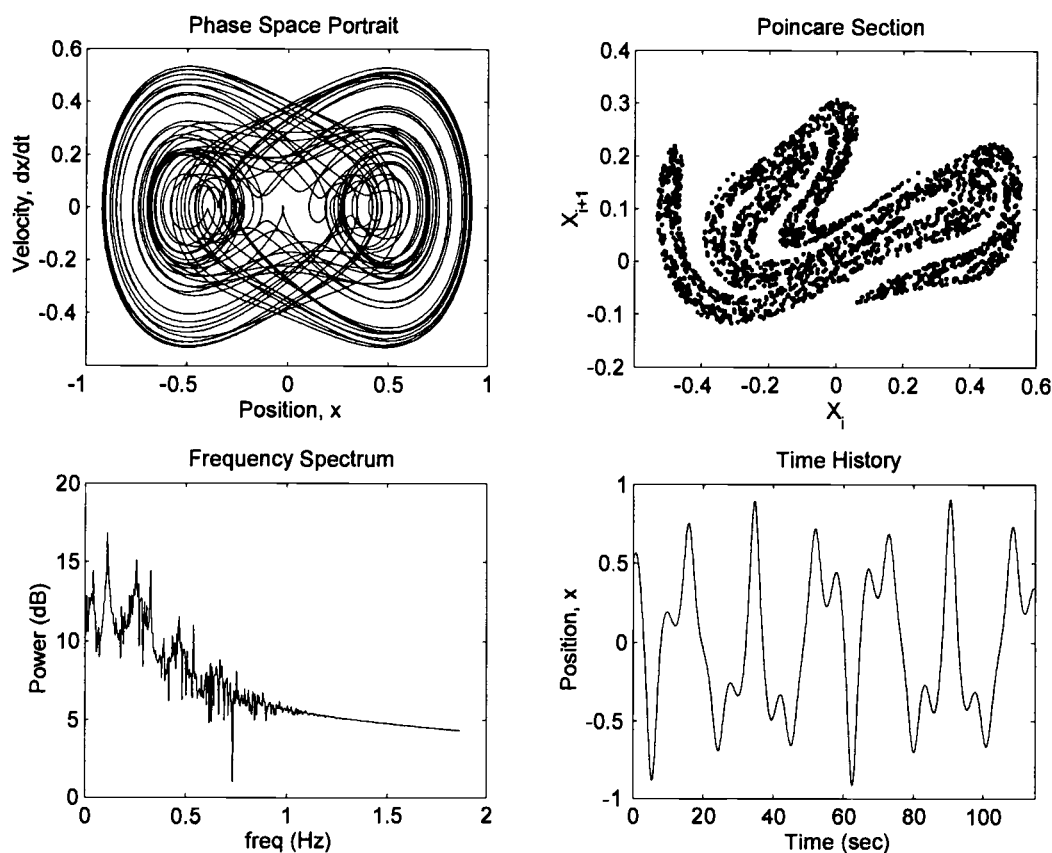 Phase Space Portrait
0.6
0.4
0.2
0
-0.2
-0.4
-1 -0.5 0 0.5 1
Velocity, dx/dt
Position, x
Poincare Section
0.4
0.3
0.2
0.1
0
-0.1
-0.2
-0.4 -0.2 0 0.2 0.4 0.6
X_{i+1}
X_i
Frequency Spectrum
20
15
10
5
0
0 0.5 1 1.5 2
Power (dB)
freq (Hz)
Time History
1
0.5
0
-0.5
-1
0 20 40 60 80 100
Position, x
Time (sec)